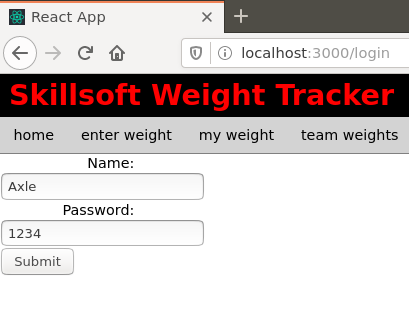 React App
localhost:3000/login
Skillsoft Weight Tracker
home enter weight my weight team weights
Name:
Axle
Password:
1234
Submit